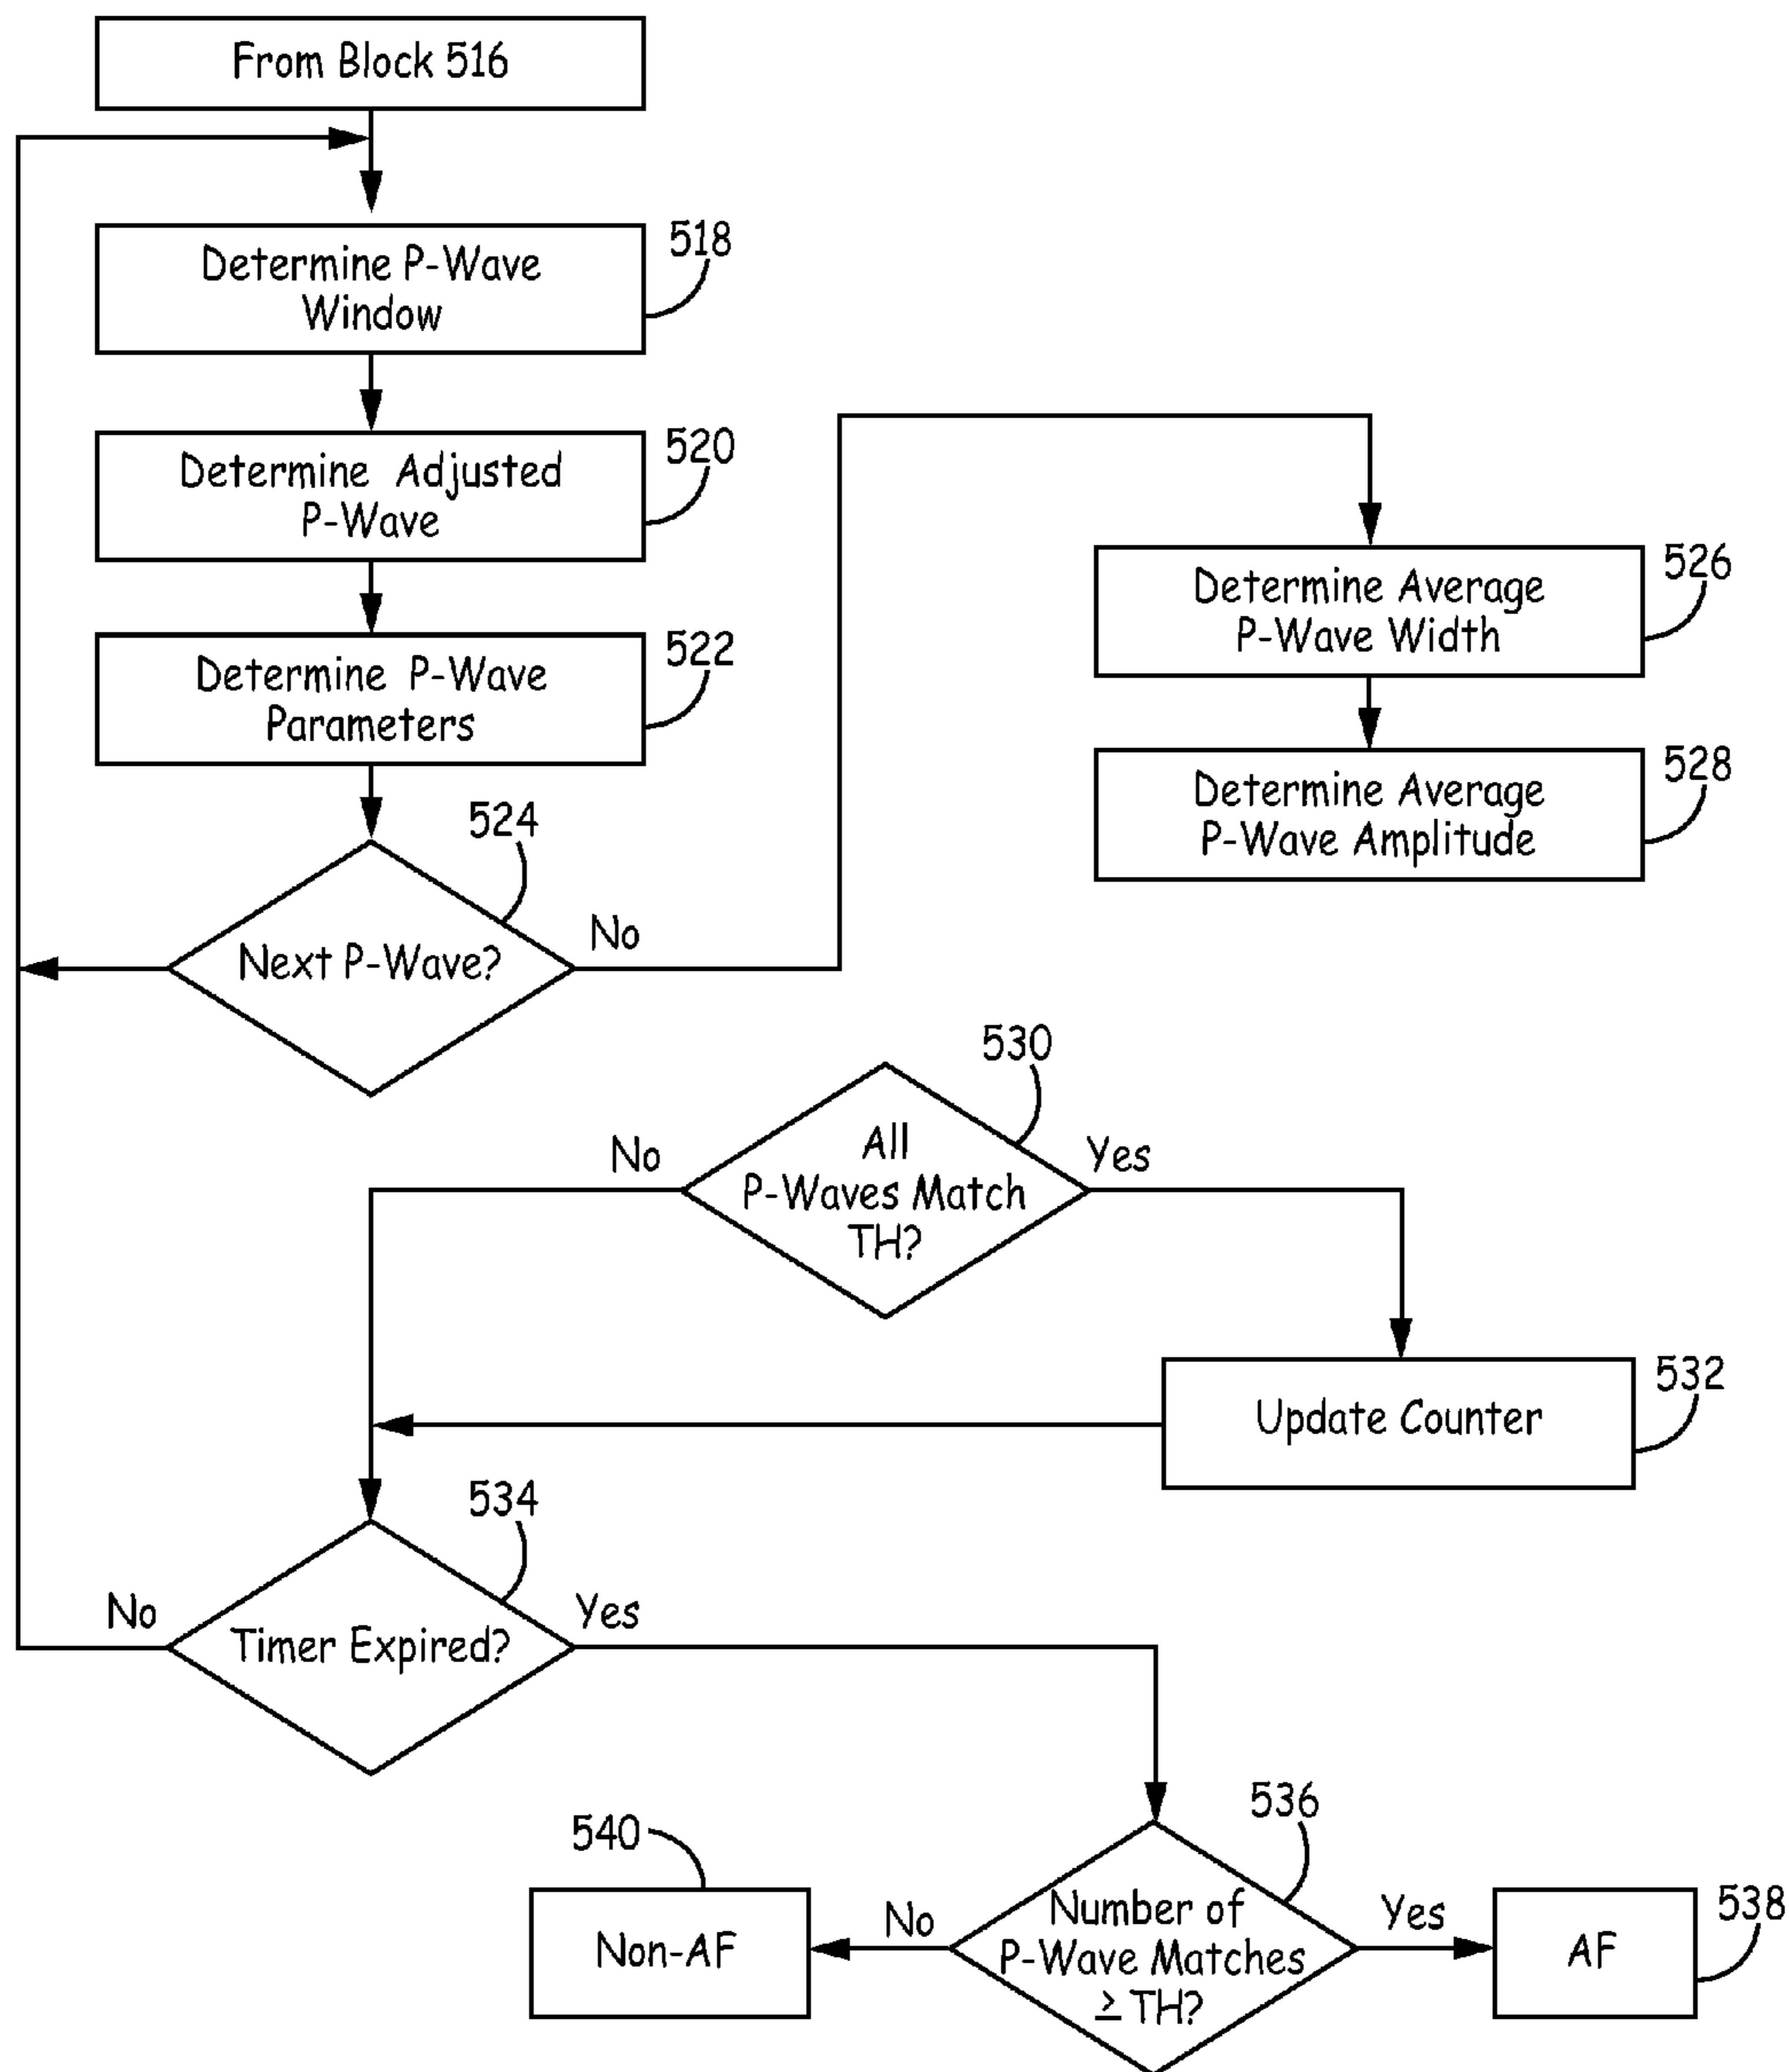 From Block 516
Determine P-Wave
Window
518
Determine Adjusted
P-Wave
520
Determine P-Wave
Parameters
522
524
Next P-Wave?
No
Determine Average
P-Wave Width
526
Determine Average
P-Wave Amplitude
528
530
All
P-Waves Match
TH?
No
Yes
Update Counter
532
534
Timer Expired?
No
Yes
536
Number of
P-Wave Matches
≥ TH?
No
Yes
540
Non-AF
AF
538